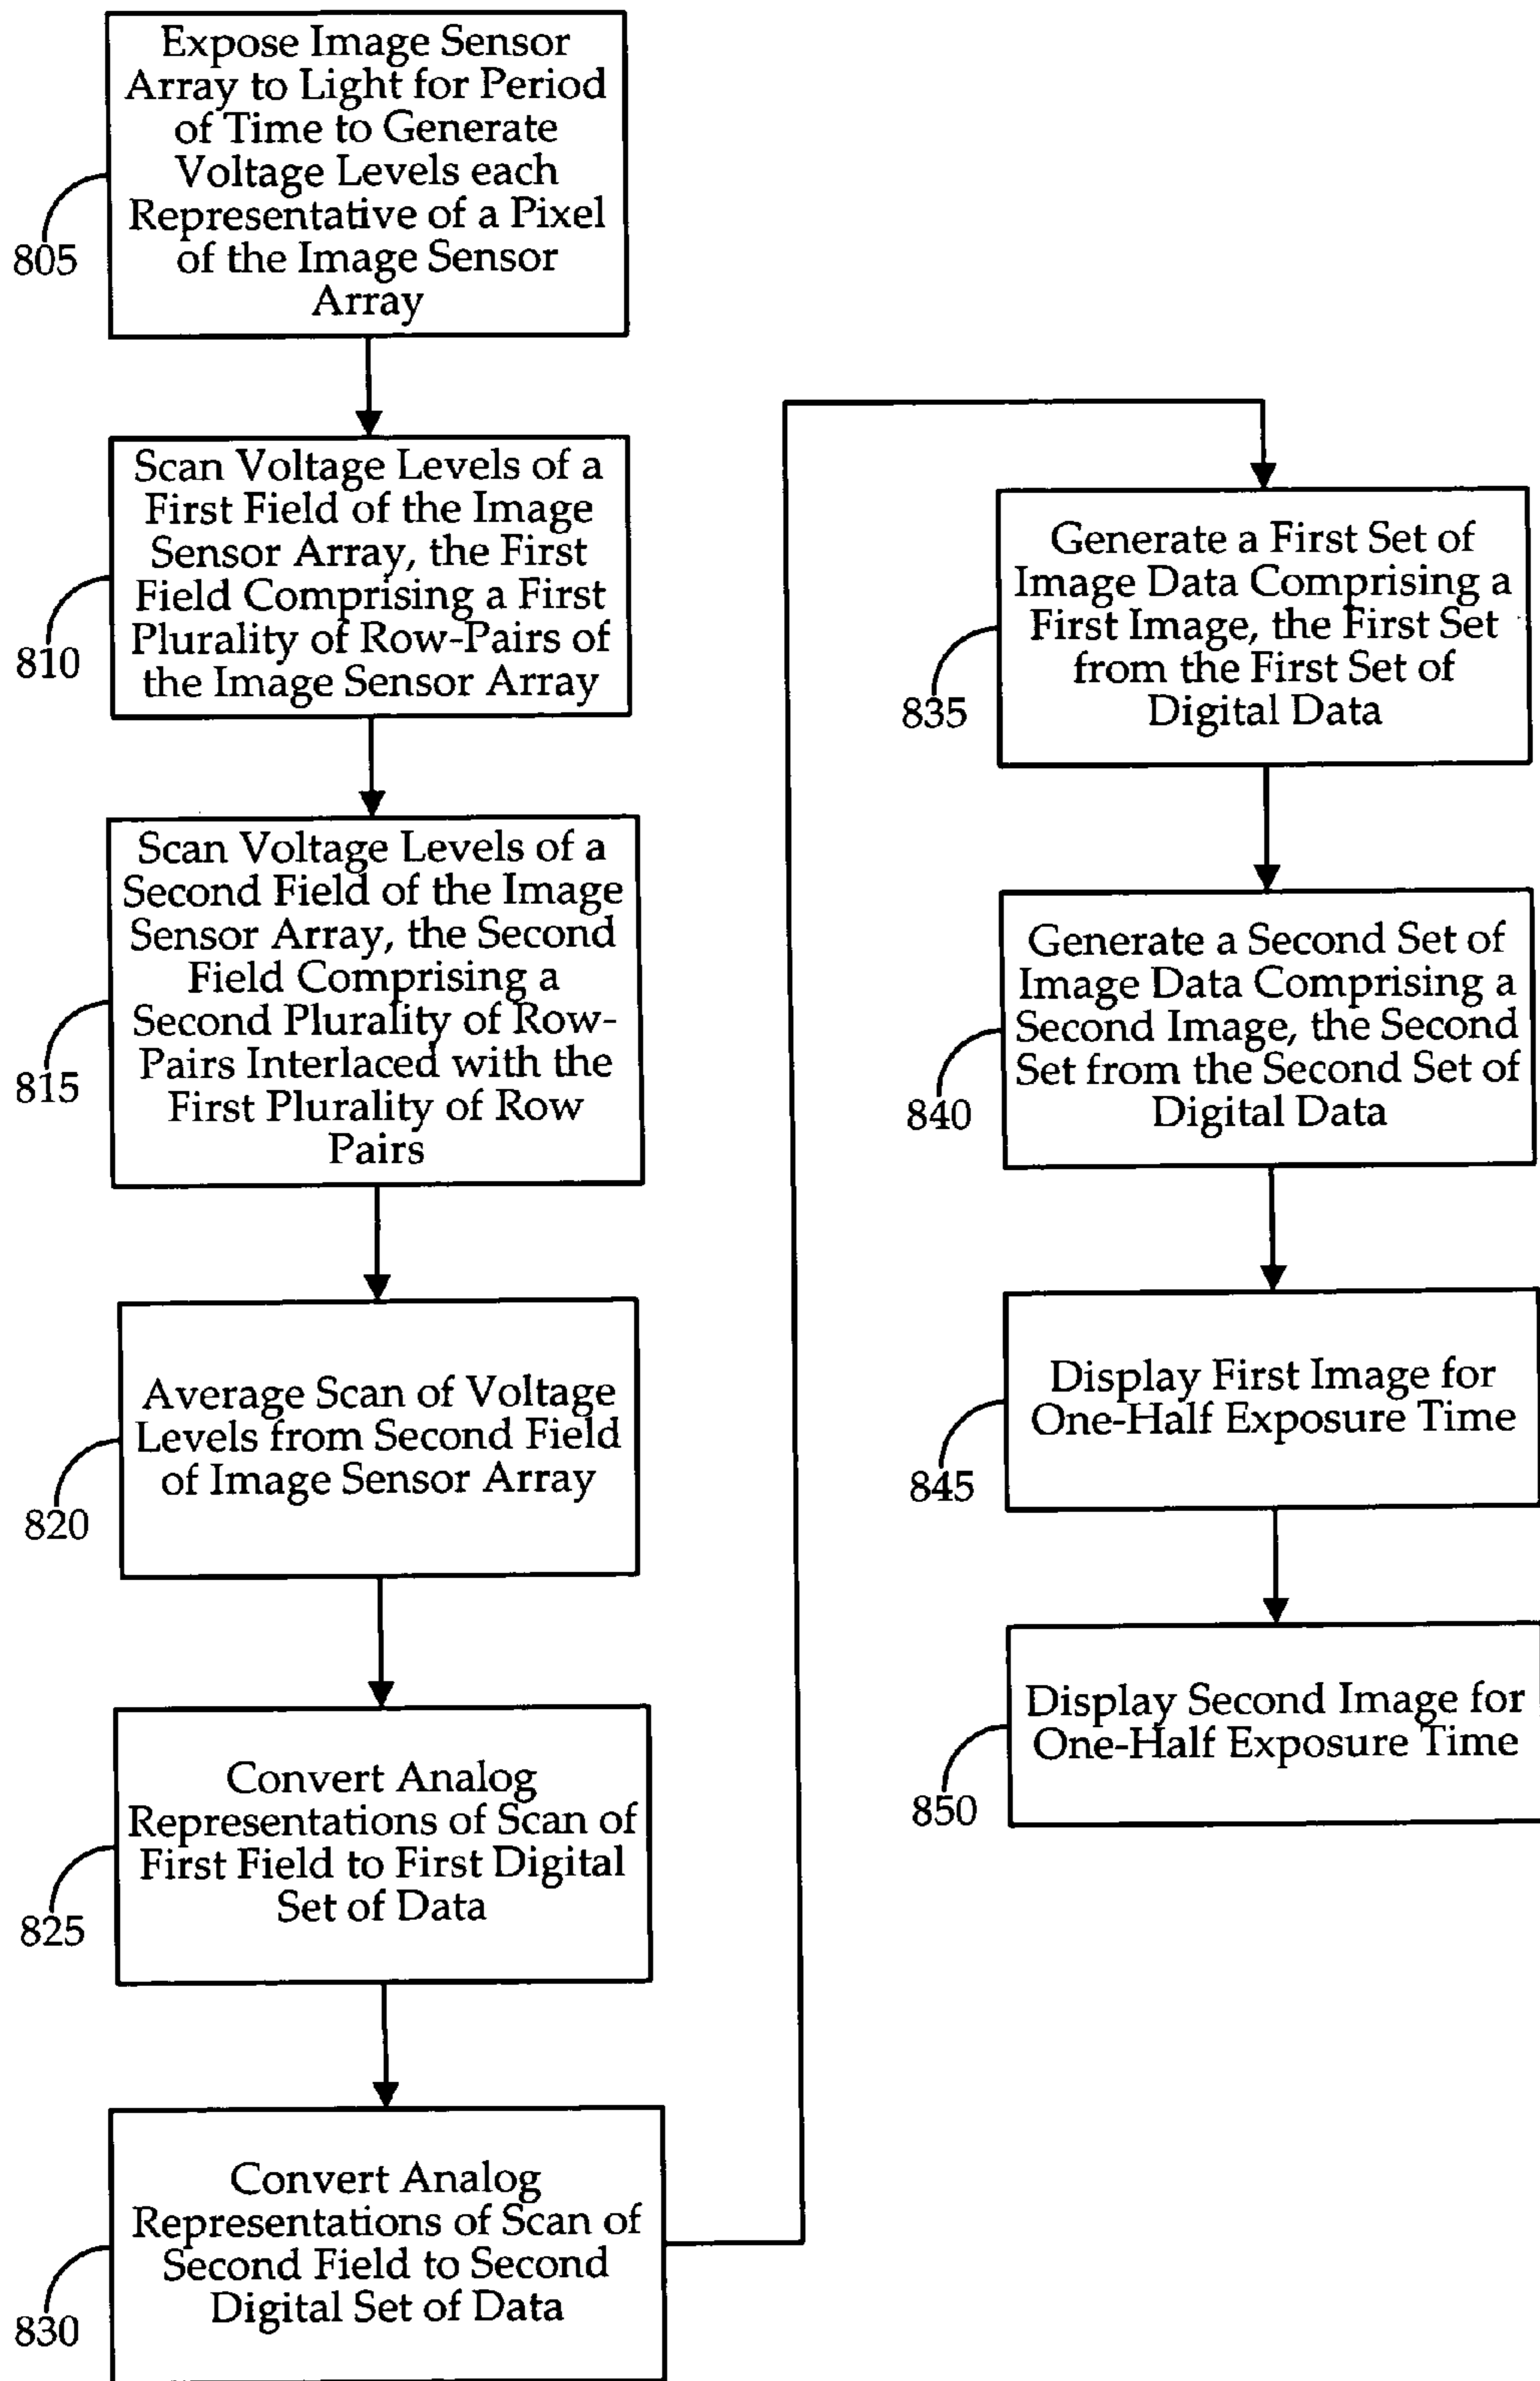 Expose Image Sensor
Array to Light for Period
of Time to Generate
Voltage Levels each
Representative of a Pixel
of the Image Sensor
Array
805
Scan Voltage Levels of a
First Field of the Image
Sensor Array, the First
Field Comprising a First
Plurality of Row-Pairs of
the Image Sensor Array
810
Scan Voltage Levels of a
Second Field of the Image
Sensor Array, the Second
Field Comprising a
Second Plurality of Row-
Pairs Interlaced with the
First Plurality of Row
Pairs
815
Average Scan of Voltage
Levels from Second Field
of Image Sensor Array
820
Convert Analog
Representations of Scan of
First Field to First Digital
Set of Data
825
Convert Analog
Representations of Scan of
Second Field to Second
Digital Set of Data
830
Generate a First Set of
Image Data Comprising a
First Image, the First Set
from the First Set of
Digital Data
835
Generate a Second Set of
Image Data Comprising a
Second Image, the Second
Set from the Second Set of
Digital Data
840
Display First Image for
One-Half Exposure Time
845
Display Second Image for
One-Half Exposure Time
850